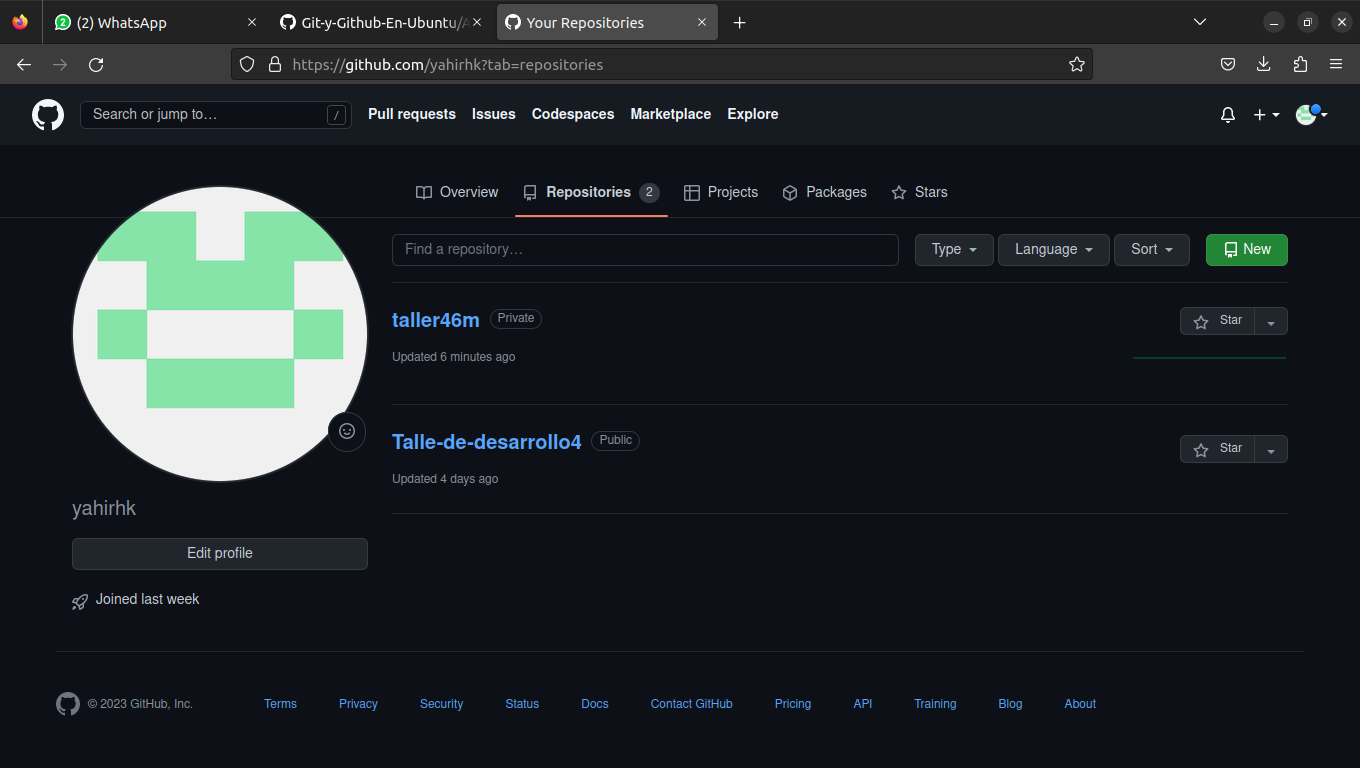 (2) WhatsApp
Git-y-Github-En-Ubuntu/
Your Repositories
https://github.com/yahirhk?tab=repositories
Search or jump to… /
Pull requests Issues Codespaces Marketplace Explore
Overview Repositories 2 Projects Packages Stars
Find a repository…
Type Language Sort New
taller46m Private Star
Updated 6 minutes ago
Talle-de-desarrollo4 Public Star
Updated 4 days ago
yahirhk
Edit profile
Joined last week
© 2023 GitHub, Inc. Terms Privacy Security Status Docs Contact GitHub Pricing API Training Blog About